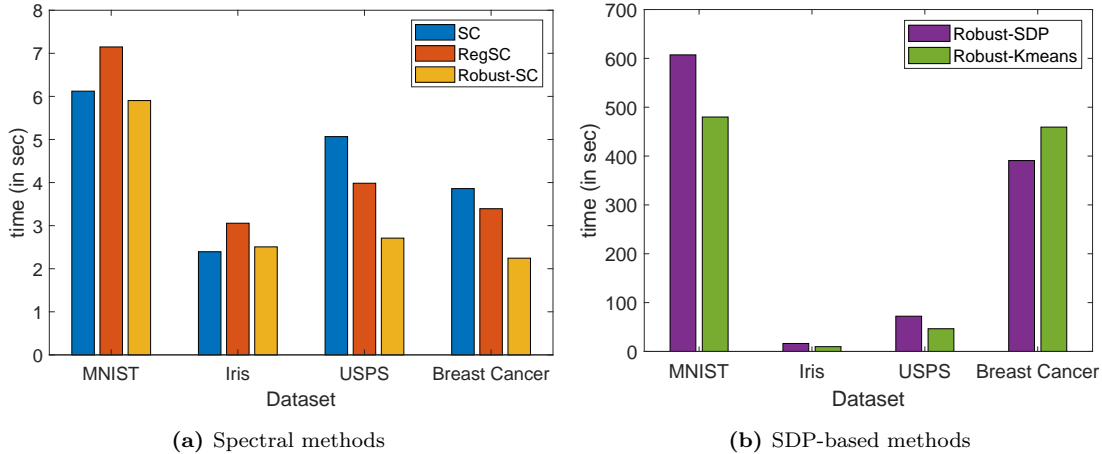 8
7
6
5
4
3
2
1
0
time (in sec)
SC
RegSC
Robust-SC
MNIST Iris USPS Breast Cancer
Dataset
(a) Spectral methods
700
600
500
400
300
200
100
0
time (in sec)
Robust-SDP
Robust-Kmeans
MNIST Iris USPS Breast Cancer
Dataset
(b) SDP-based methods